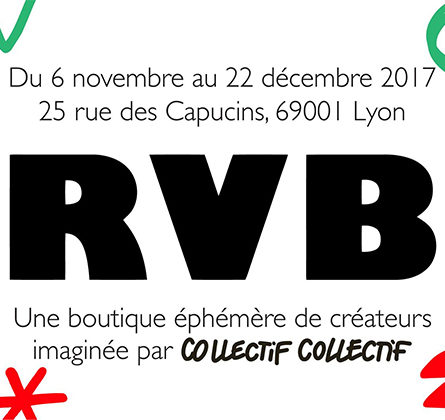 Du 6 novembre au 22 décembre 2017
25 rue des Capucins, 69001 Lyon
RVB
Une boutique éphémère de créateurs
imaginée par COLLECTIF COLLECTIF